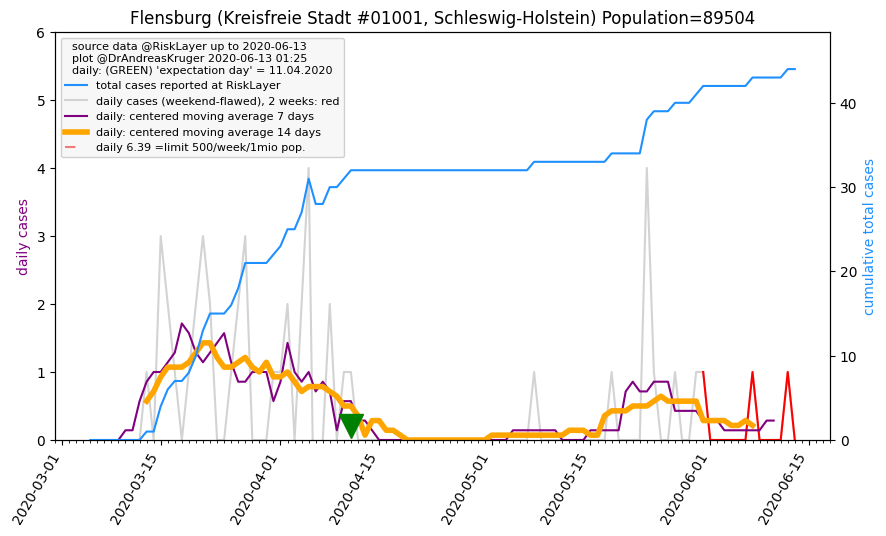 Flensburg (Kreisfreie Stadt #01001, Schleswig-Holstein) Population=89504
source data @RiskLayer up to 2020-06-13
plot @DrAndreasKruger 2020-06-13 01:25
daily: (GREEN) 'expectation day' = 11.04.2020
total cases reported at RiskLayer
daily cases (weekend-flawed), 2 weeks: red
daily: centered moving average 7 days
daily: centered moving average 14 days
daily 6.39 =limit 500/week/1mio pop.
daily cases
6
5
4
3
2
1
0
cumulative total cases
40
30
20
10
0
2020-03-01
2020-03-15
2020-04-01
2020-04-15
2020-05-01
2020-05-15
2020-06-01
2020-06-15